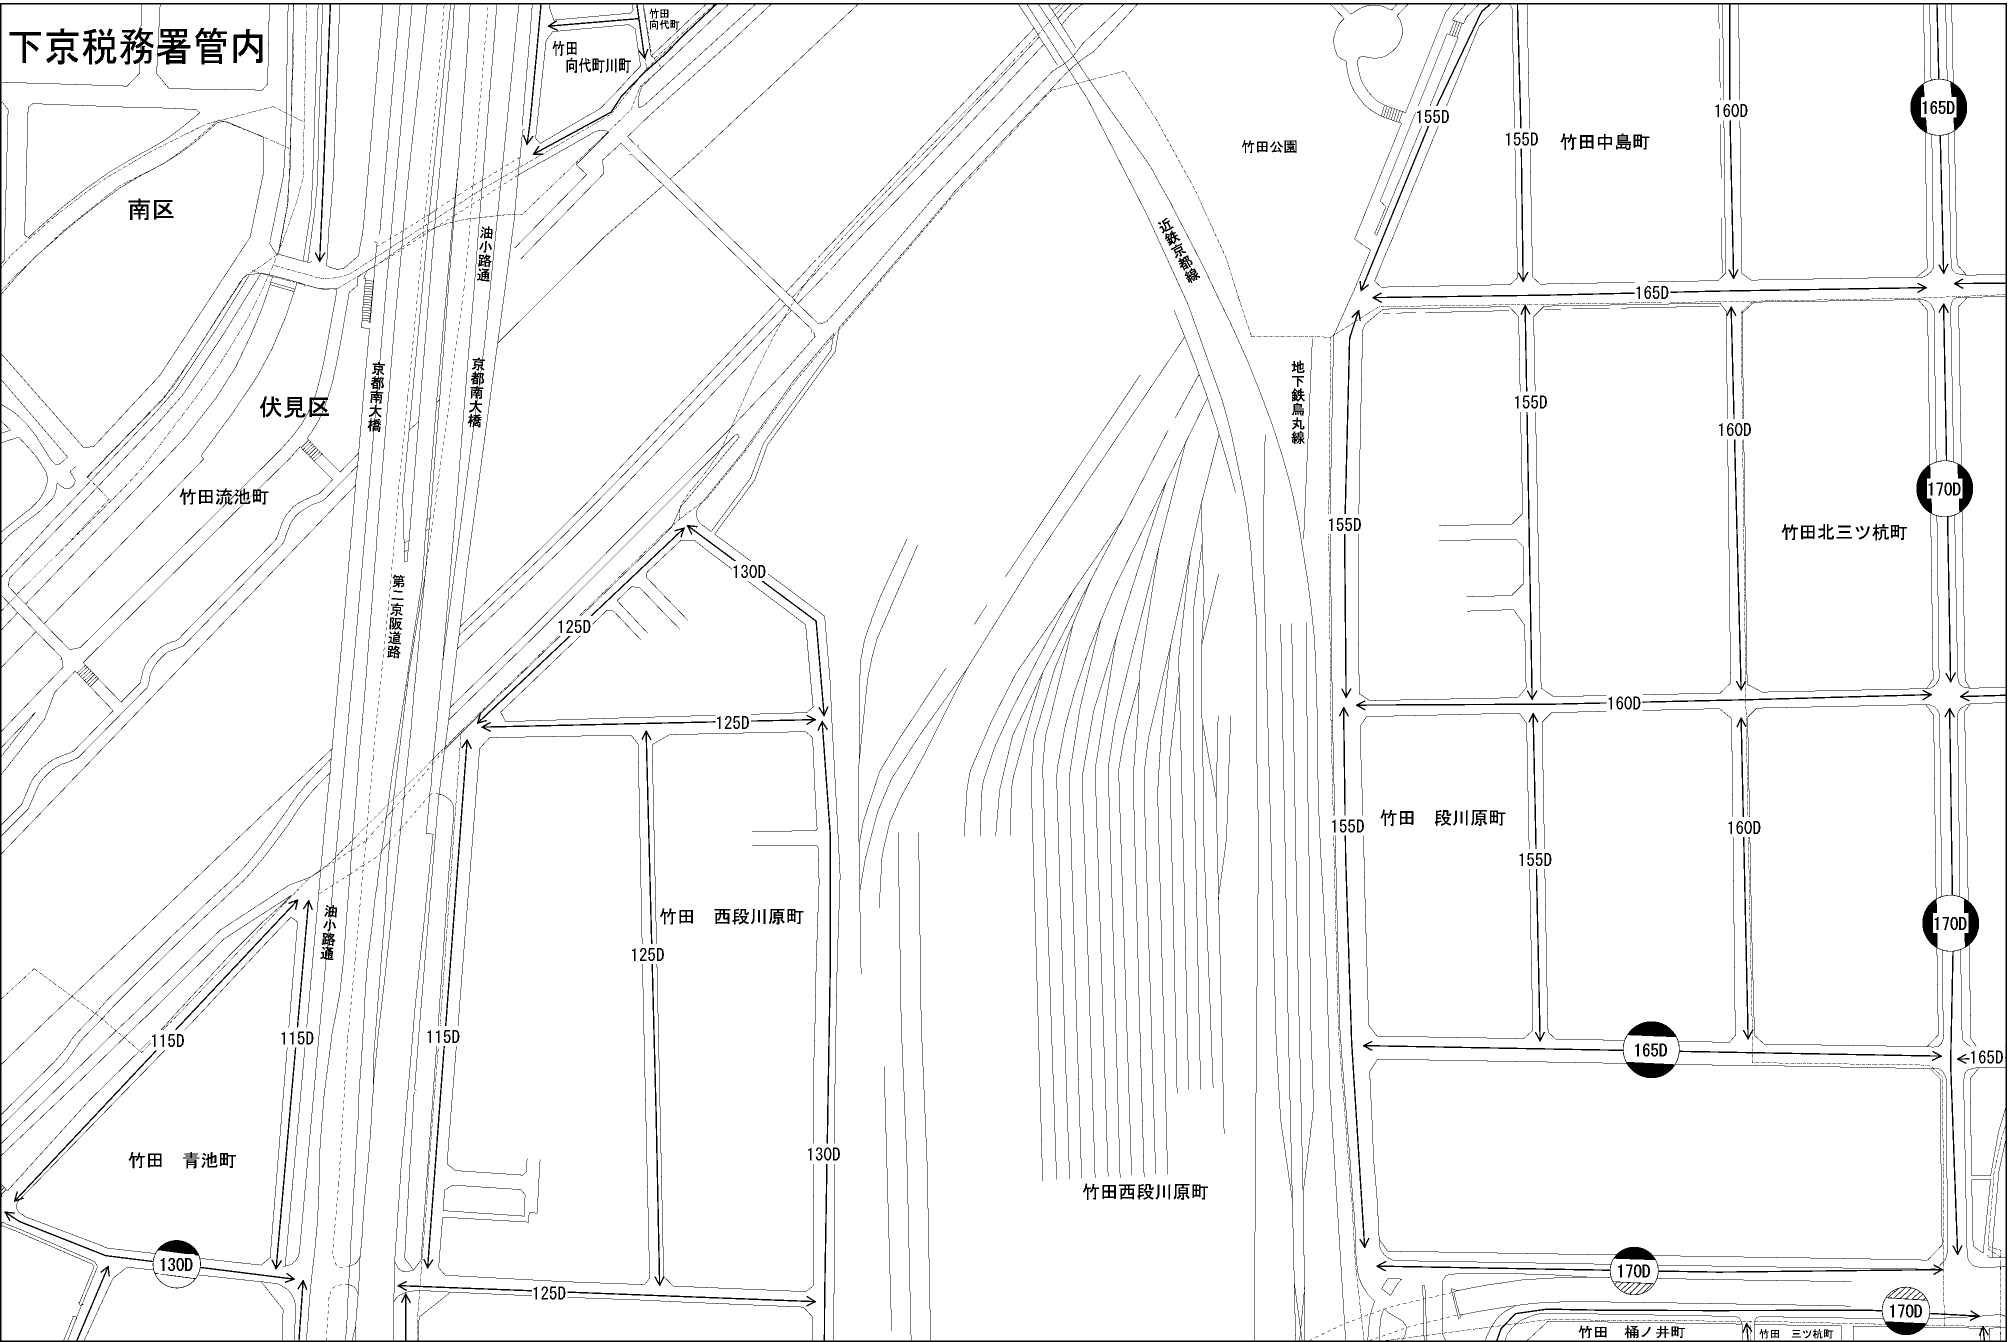 下京税務署管内
竹田
向代町
竹田
向代町川町
155D
155D
160D
165D
竹田中島町
竹田公園
南区
油小路通
近鉄京都線
165D
京都南大橋
京都南大橋
地下鉄烏丸線
伏見区
155D
160D
竹田流池町
170D
155D
竹田北三ツ杭町
130D
第二京阪道路
125D
125D
160D
155D
竹田 段川原町
160D
155D
竹田 西段川原町
170D
油小路通
125D
115D
115D
115D
165D
165D
竹田 青池町
130D
竹田西段川原町
130D
170D
125D
170D
竹田 桶ノ井町
竹田 三ツ杭町